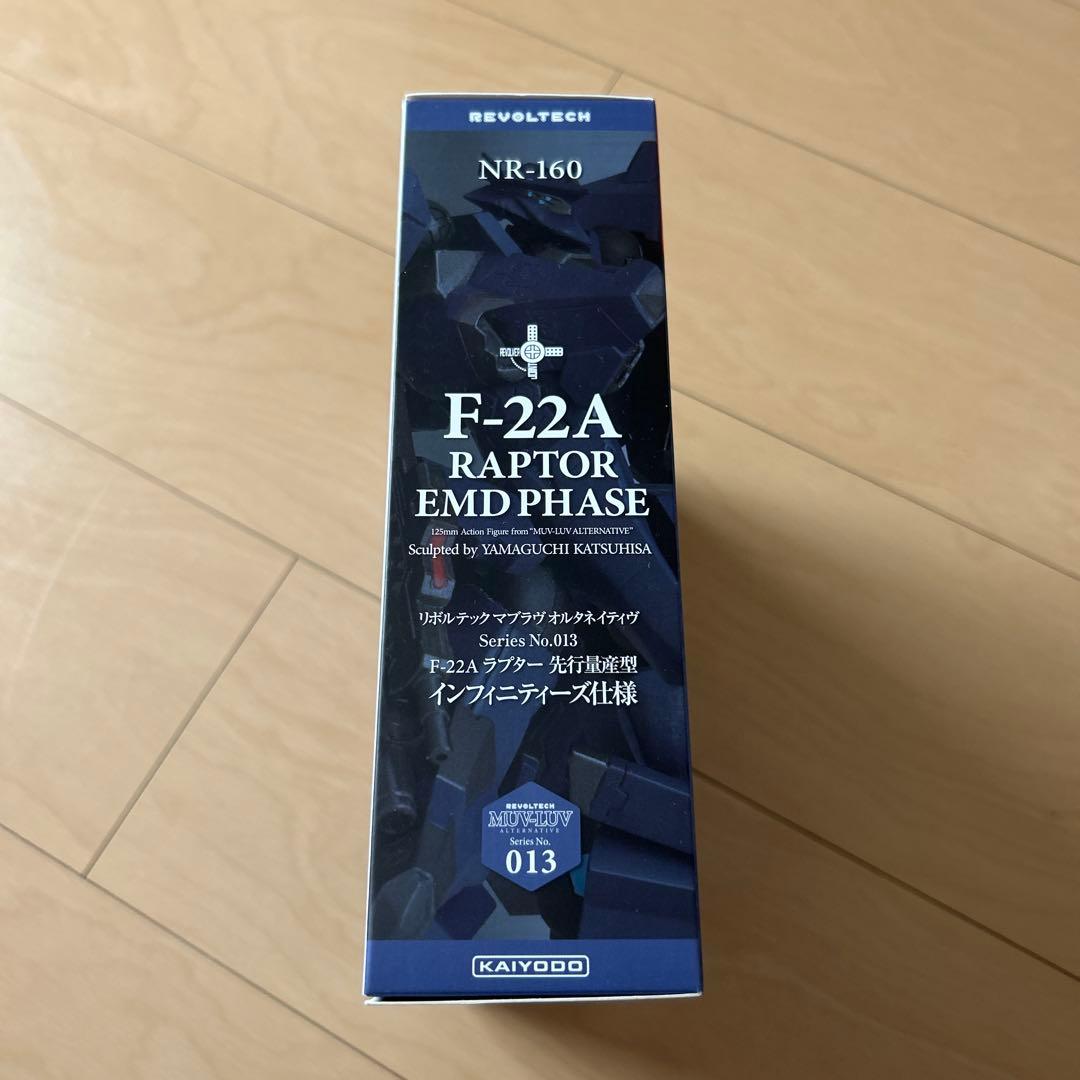 REVOLTECH
NR-160
REVOLVER
F-22A
RAPTOR
EMD PHASE
125mm Action Figure from "MUV-LUV ALTERNATIVE"
Sculpted by YAMAGUCHI KATSUHISA
リボルテック マブラヴ オルタネイティヴ
Series No.013
F-22A ラプター 先行量産型
インフィニティーズ仕様
REVOLTECH
MUV-LUV
ALTERNATIVE
Series No.
013
KAIYODO